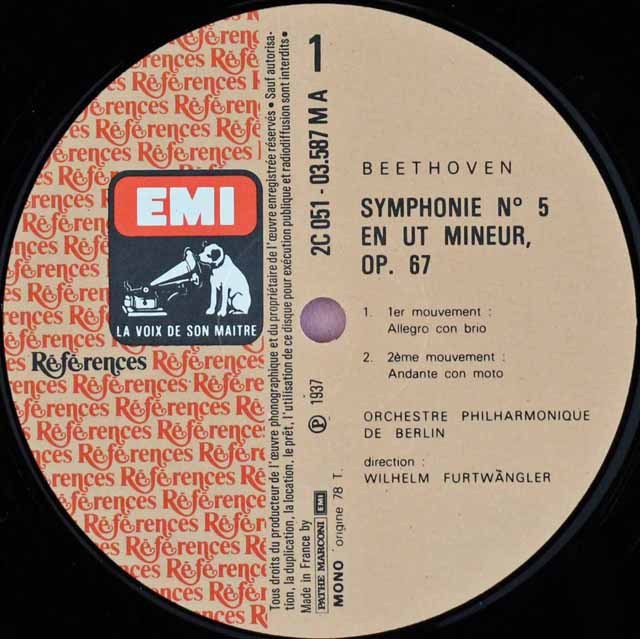 1
2C 051 - 03.587 M A
BEETHOVEN
SYMPHONIE N° 5
EN UT MINEUR,
OP. 67
1. 1er mouvement :
Allegro con brio
2. 2ème mouvement :
Andante con moto
ORCHESTRE PHILHARMONIQUE
DE BERLIN
direction :
WILHELM FURTWÄNGLER
EMI
LA VOIX DE SON MAITRE
Références
Tous droits du producteur de l'œuvre phonographique et du propriétaire de l'œuvre enregistrée réservés • Sauf autorisa-
tion, la duplication, la location, le prêt, l'utilisation de ce disque pour exécution publique et radiodiffusion sont interdits •
Made in France by
PATHE MARCONI EMI
MONO origine 78 T.
℗ 1937